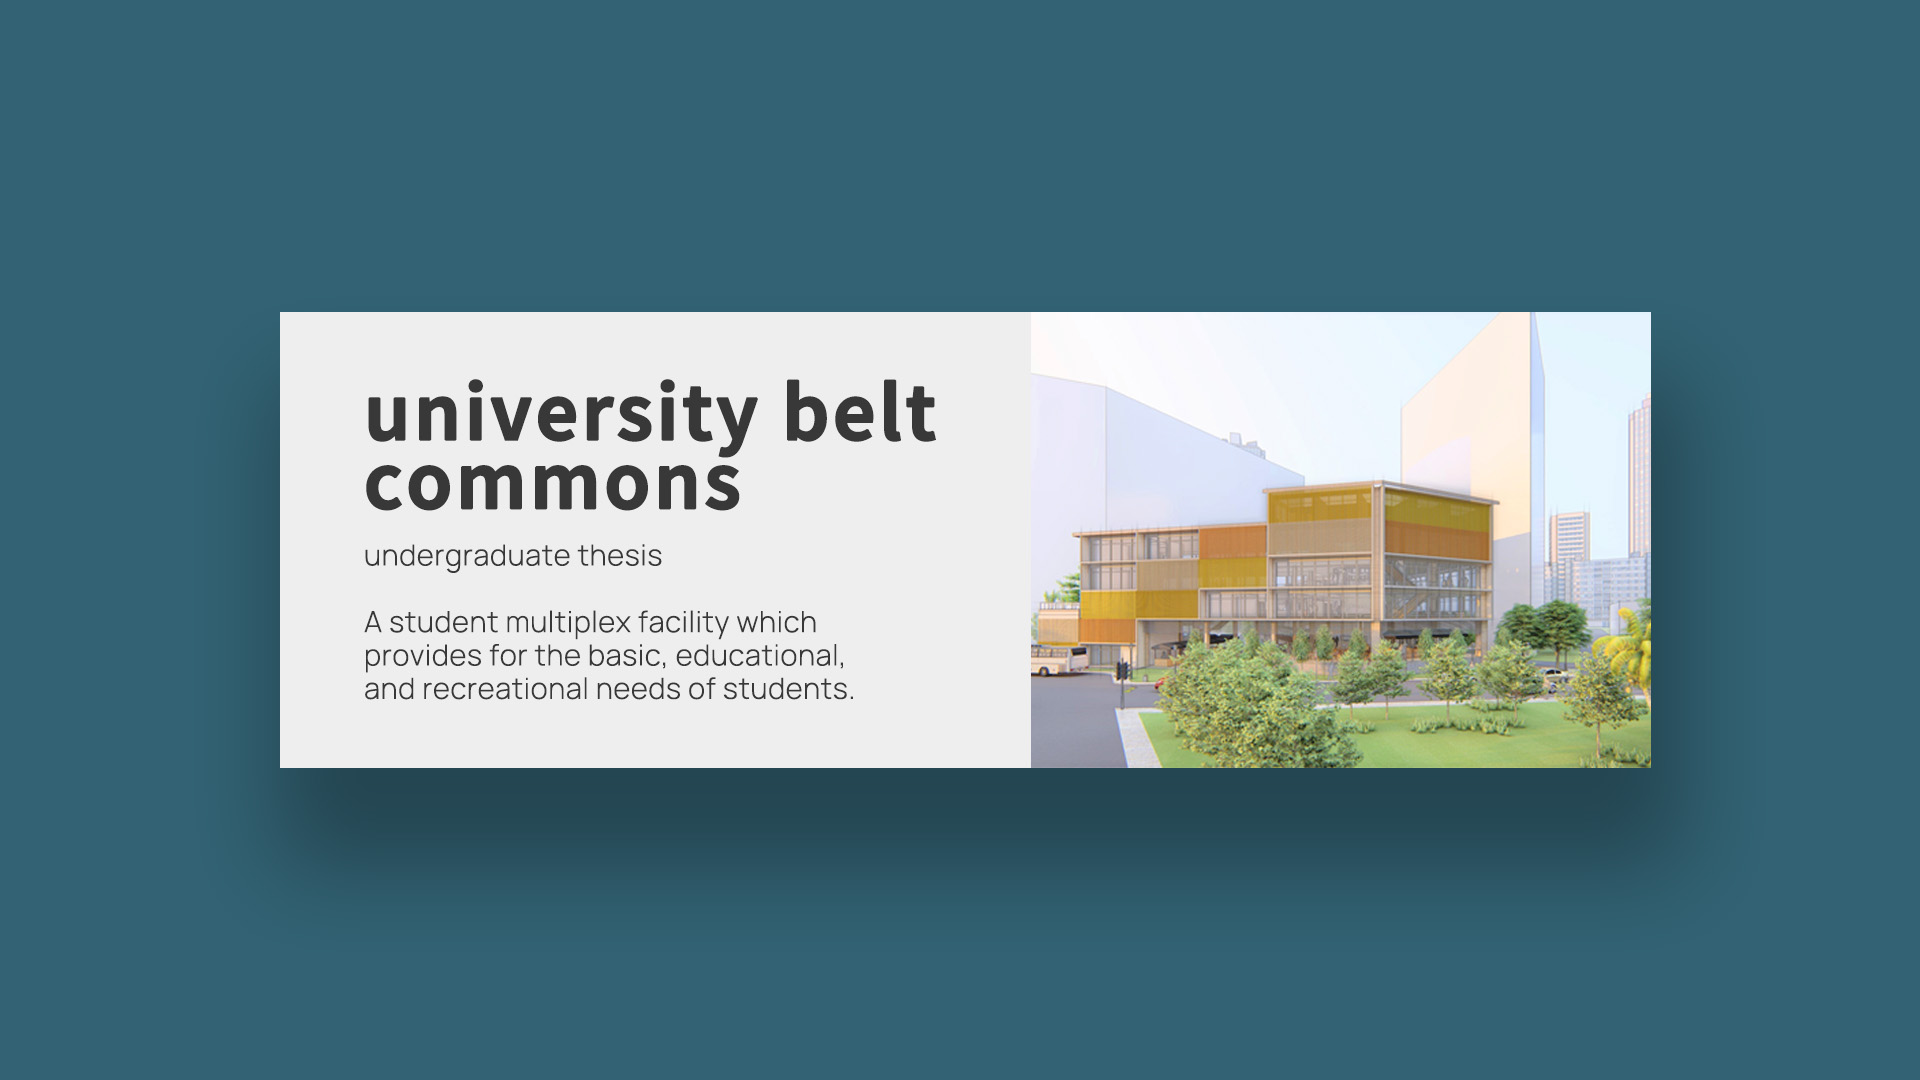 university belt
commons
undergraduate thesis
A student multiplex facility which
provides for the basic, educational,
and recreational needs of students.